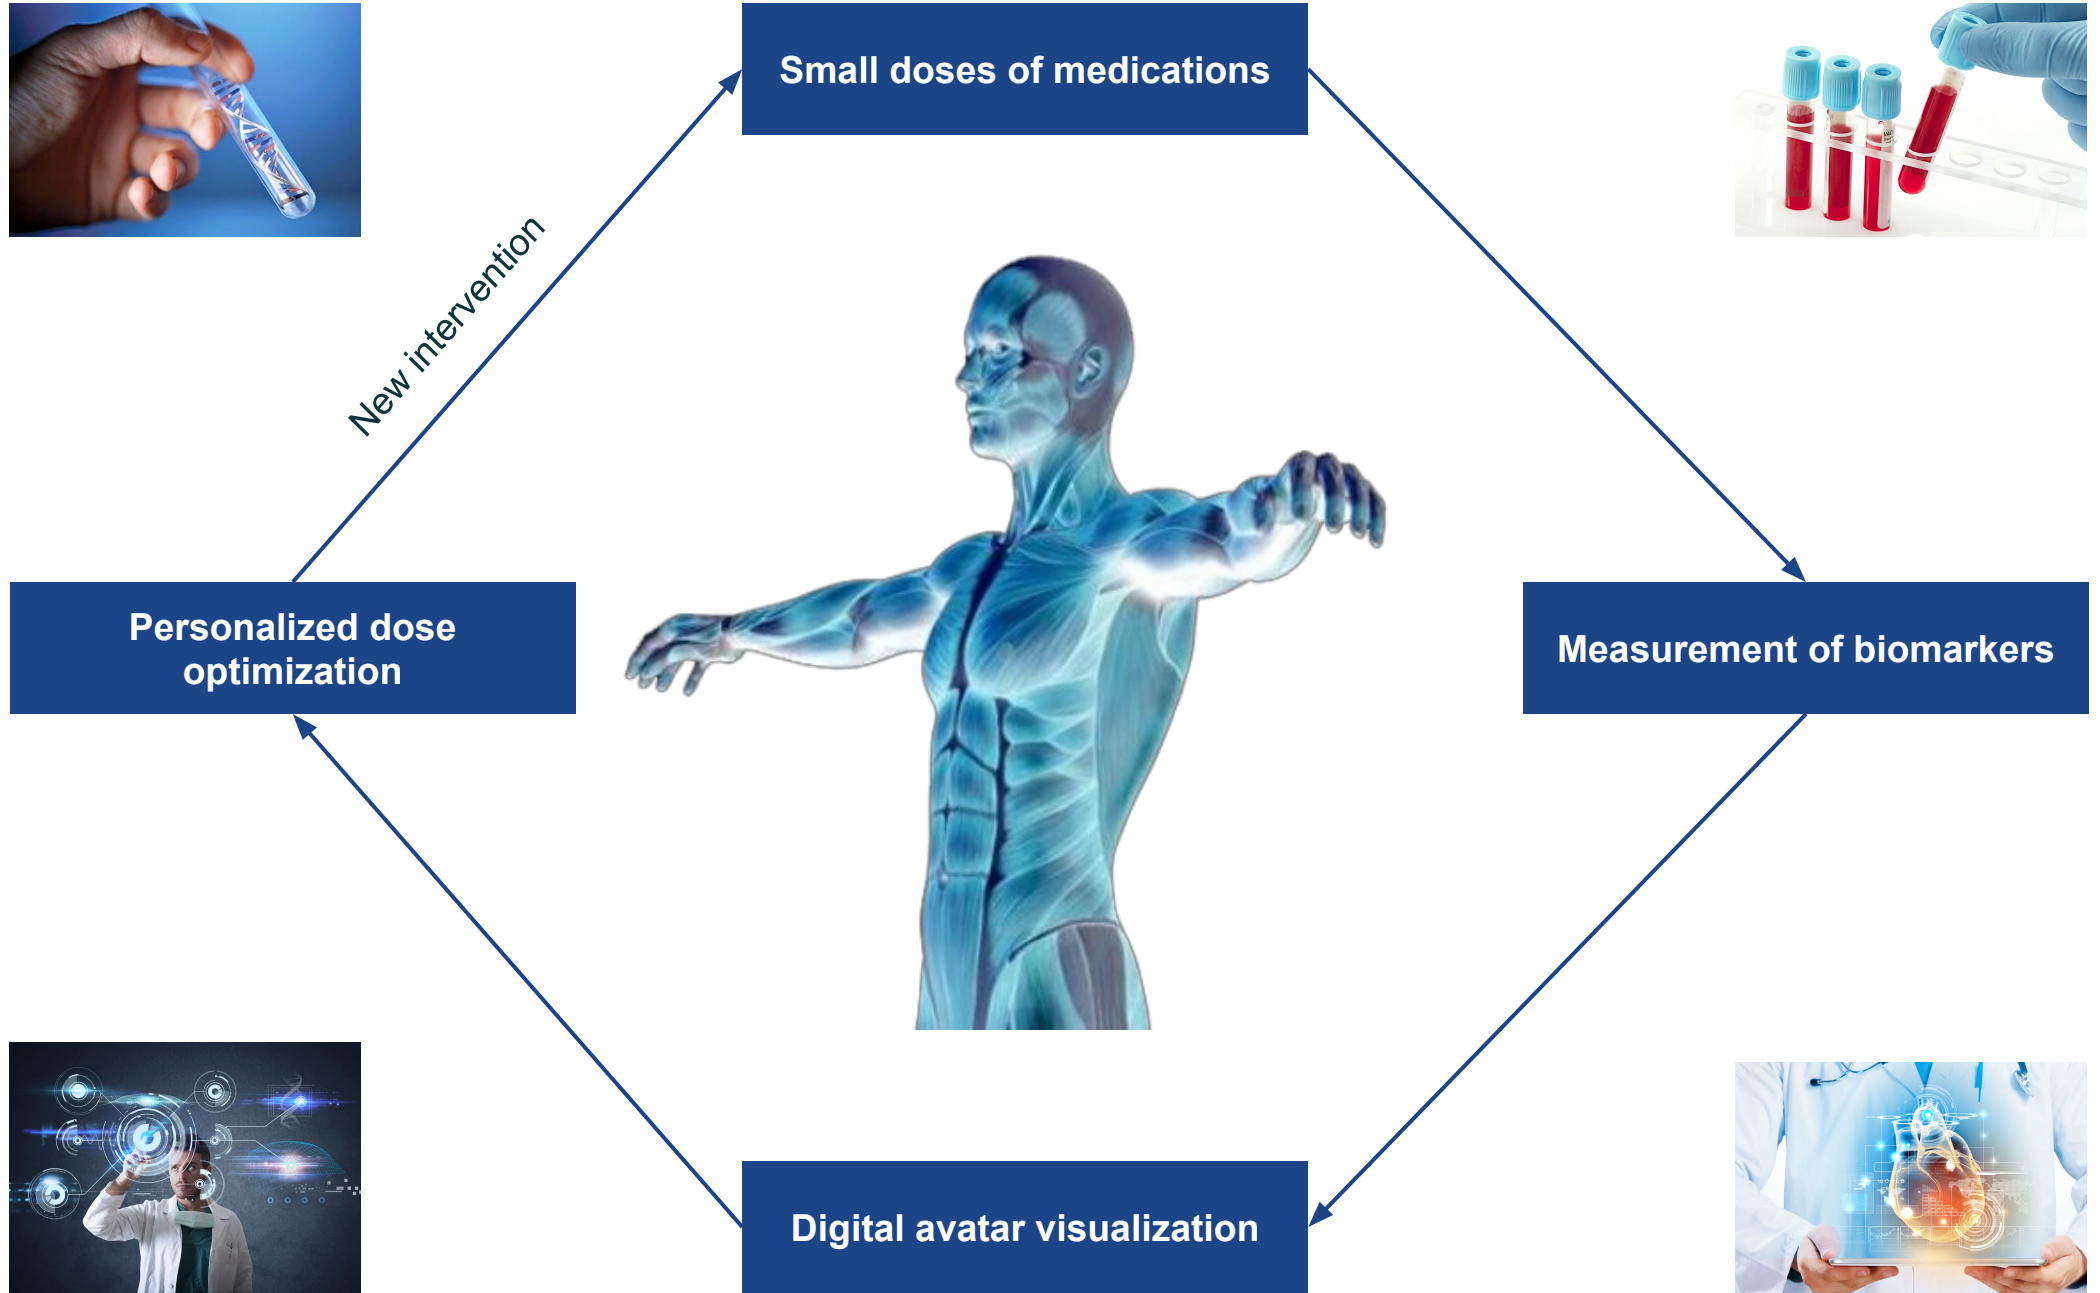 Small doses of medications
New intervention
Personalized dose
optimization
Measurement of biomarkers
Digital avatar visualization